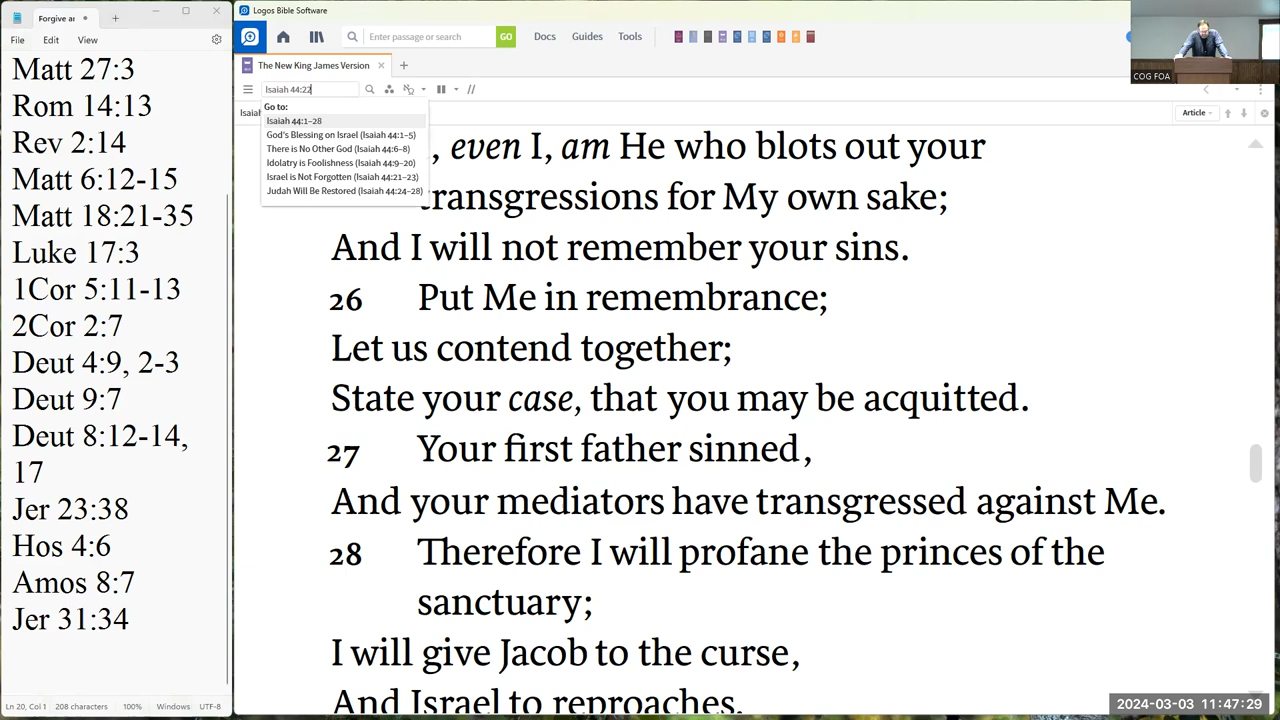 Forgive ar
File
Edit
View
Matt 27:3
Rom 14:13
Rev 2:14
Matt 6:12-15
Matt 18:21-35
Luke 17:3
1Cor 5:11-13
2Cor 2:7
Deut 4:9, 2-3
Deut 9:7
Deut 8:12-14,
17
Jer 23:38
Hos 4:6
Amos 8:7
Jer 31:34
Ln 20, Col 1
208 characters
100%
Windows
UTF-8
Logos Bible Software
Enter passage or search
GO
Docs
Guides
Tools
The New King James Version
Isaiah 44:22
Go to:
Isaiah 44:1–28
God's Blessing on Israel (Isaiah 44:1–5)
There is No Other God (Isaiah 44:6–8)
Idolatry is Foolishness (Isaiah 44:9–20)
Israel is Not Forgotten (Isaiah 44:21–23)
Judah Will Be Restored (Isaiah 44:24–28)
Isaiah
Article
, even I, am He who blots out your
transgressions for My own sake;
And I will not remember your sins.
26 Put Me in remembrance;
Let us contend together;
State your case, that you may be acquitted.
27 Your first father sinned,
And your mediators have transgressed against Me.
28 Therefore I will profane the princes of the
sanctuary;
I will give Jacob to the curse,
And Israel to reproaches.
COG FOA
2024-03-03 11:47:29